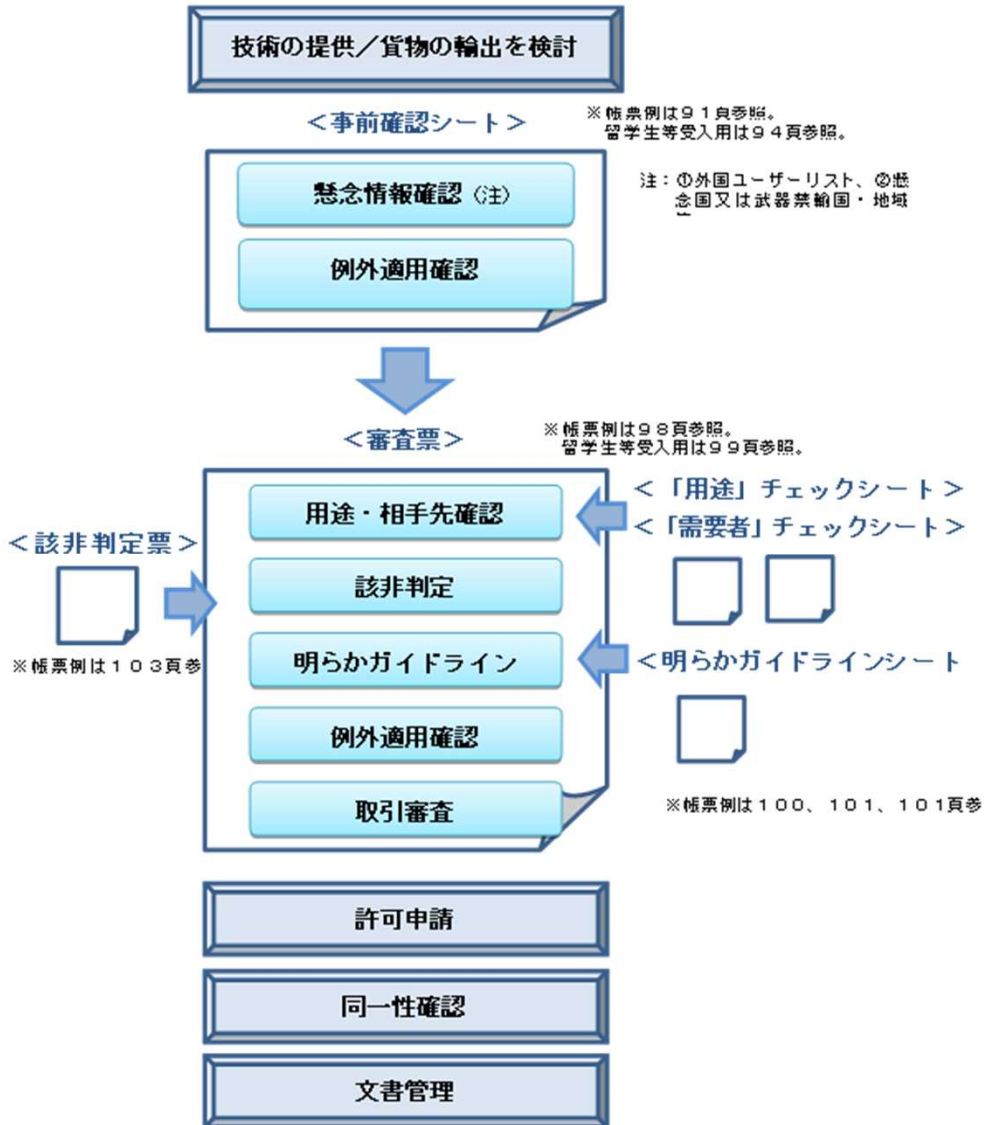 技術の提供／貨物の輸出を検討
＜事前確認シート＞
※帳票例は９１頁参照。
留学生等受入用は９４頁参照。
懸念情報確認（注）
注：①外国ユーザーリスト、②懸
念国又は武器禁輸国・地域
例外適用確認
＜審査票＞
※帳票例は９８頁参照。
留学生等受入用は９９頁参照。
用途・相手先確認
＜「用途」チェックシート＞
＜「需要者」チェックシート＞
＜該非判定票＞
該非判定
※帳票例は１０３頁参
明らかガイドライン
＜明らかガイドラインシート
例外適用確認
取引審査
※帳票例は１００、１０１、１０１頁参
許可申請
同一性確認
文書管理